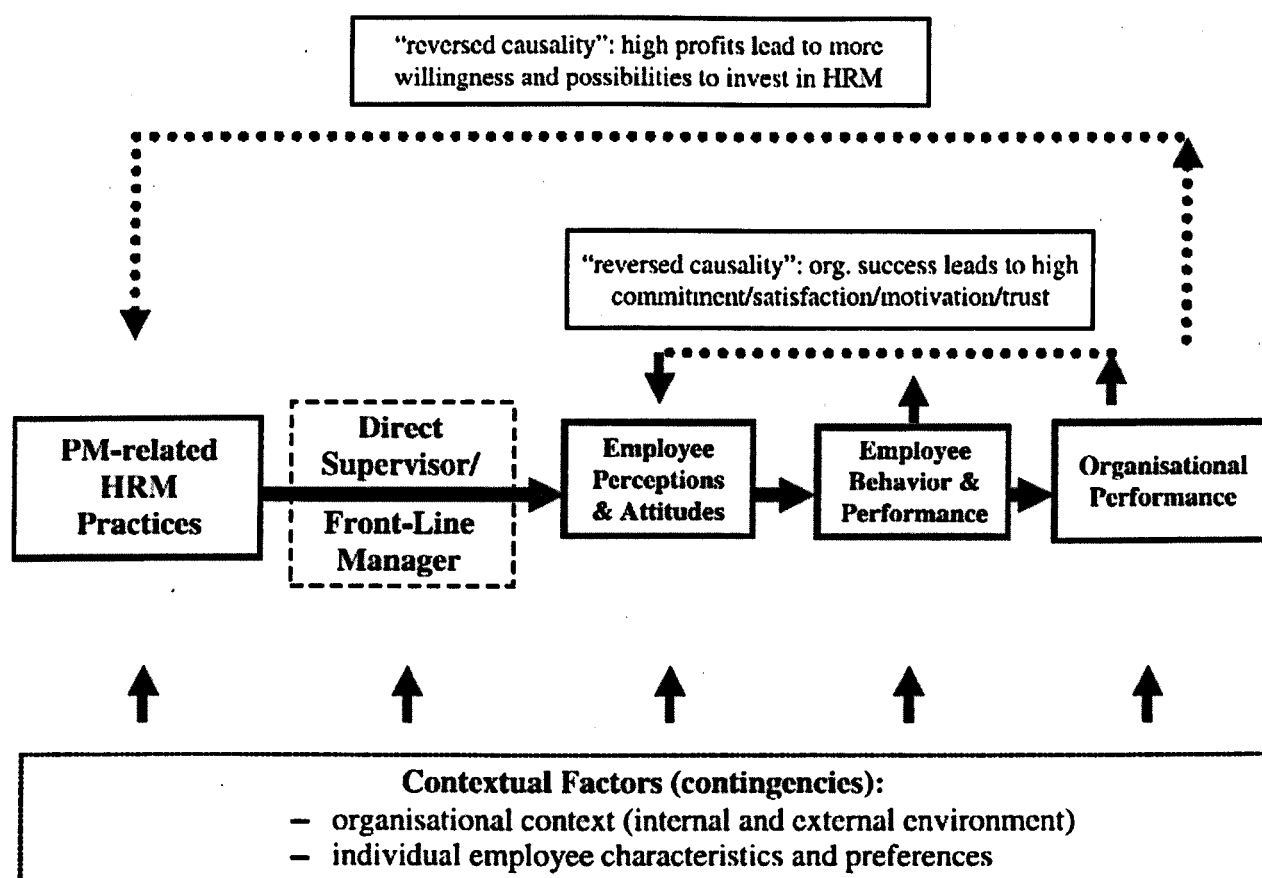 “reversed causality”: high profits lead to more
willingness and possibilities to invest in HRM
“reversed causality”: org. success leads to high
commitment/satisfaction/motivation/trust
PM-related
HRM
Practices
Direct
Supervisor/
Front-Line
Manager
Employee
Perceptions
& Attitudes
Employee
Behavior &
Performance
Organisational
Performance
Contextual Factors (contingencies):
– organisational context (internal and external environment)
– individual employee characteristics and preferences